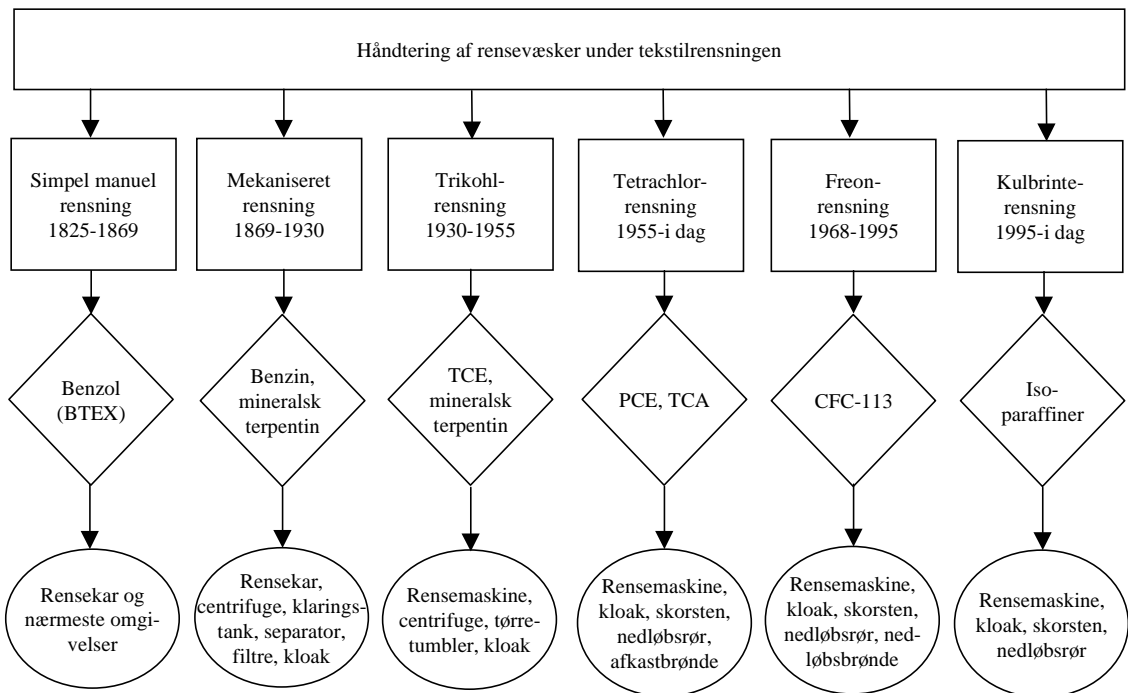 Håndtering af rensevæsker under tekstilrensningen
Simpel manuel
rensning
1825-1869
Mekaniseret
rensning
1869-1930
Trikohl-
rensning
1930-1955
Tetrachlor-
rensning
1955-i dag
Freon-
rensning
1968-1995
Kulbrinte-
rensning
1995-i dag
Benzol
(BTEX)
Benzin,
mineralsk
terpentin
TCE,
mineralsk
terpentin
PCE, TCA
CFC-113
Iso-
paraffiner
Rensekar og
nærmeste omgi-
velser
Rensekar,
centrifuge, klarings-
tank, separator,
filtre, kloak
Rensemaskine,
centrifuge, tørre-
tumbler, kloak
Rensemaskine,
kloak, skorsten,
nedløbsrør,
afkastbrønde
Rensemaskine,
kloak, skorsten,
nedløbsrør, ned-
løbsbrønde
Rensemaskine,
kloak, skorsten,
nedløbsrør